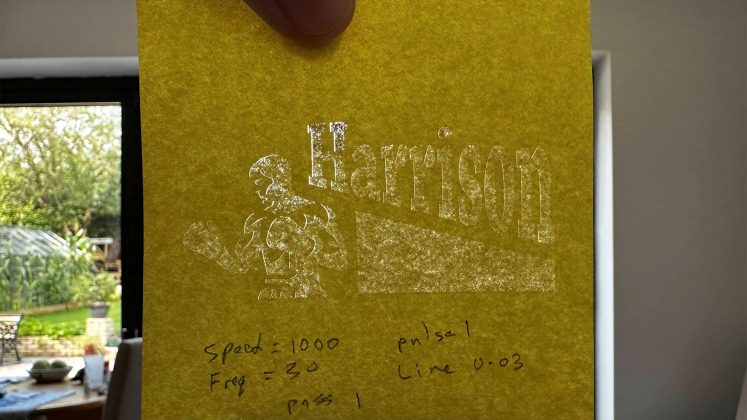 Harrison
Speed = 1000
pulse 1
Freq = 30
Line 0.03
pass 1